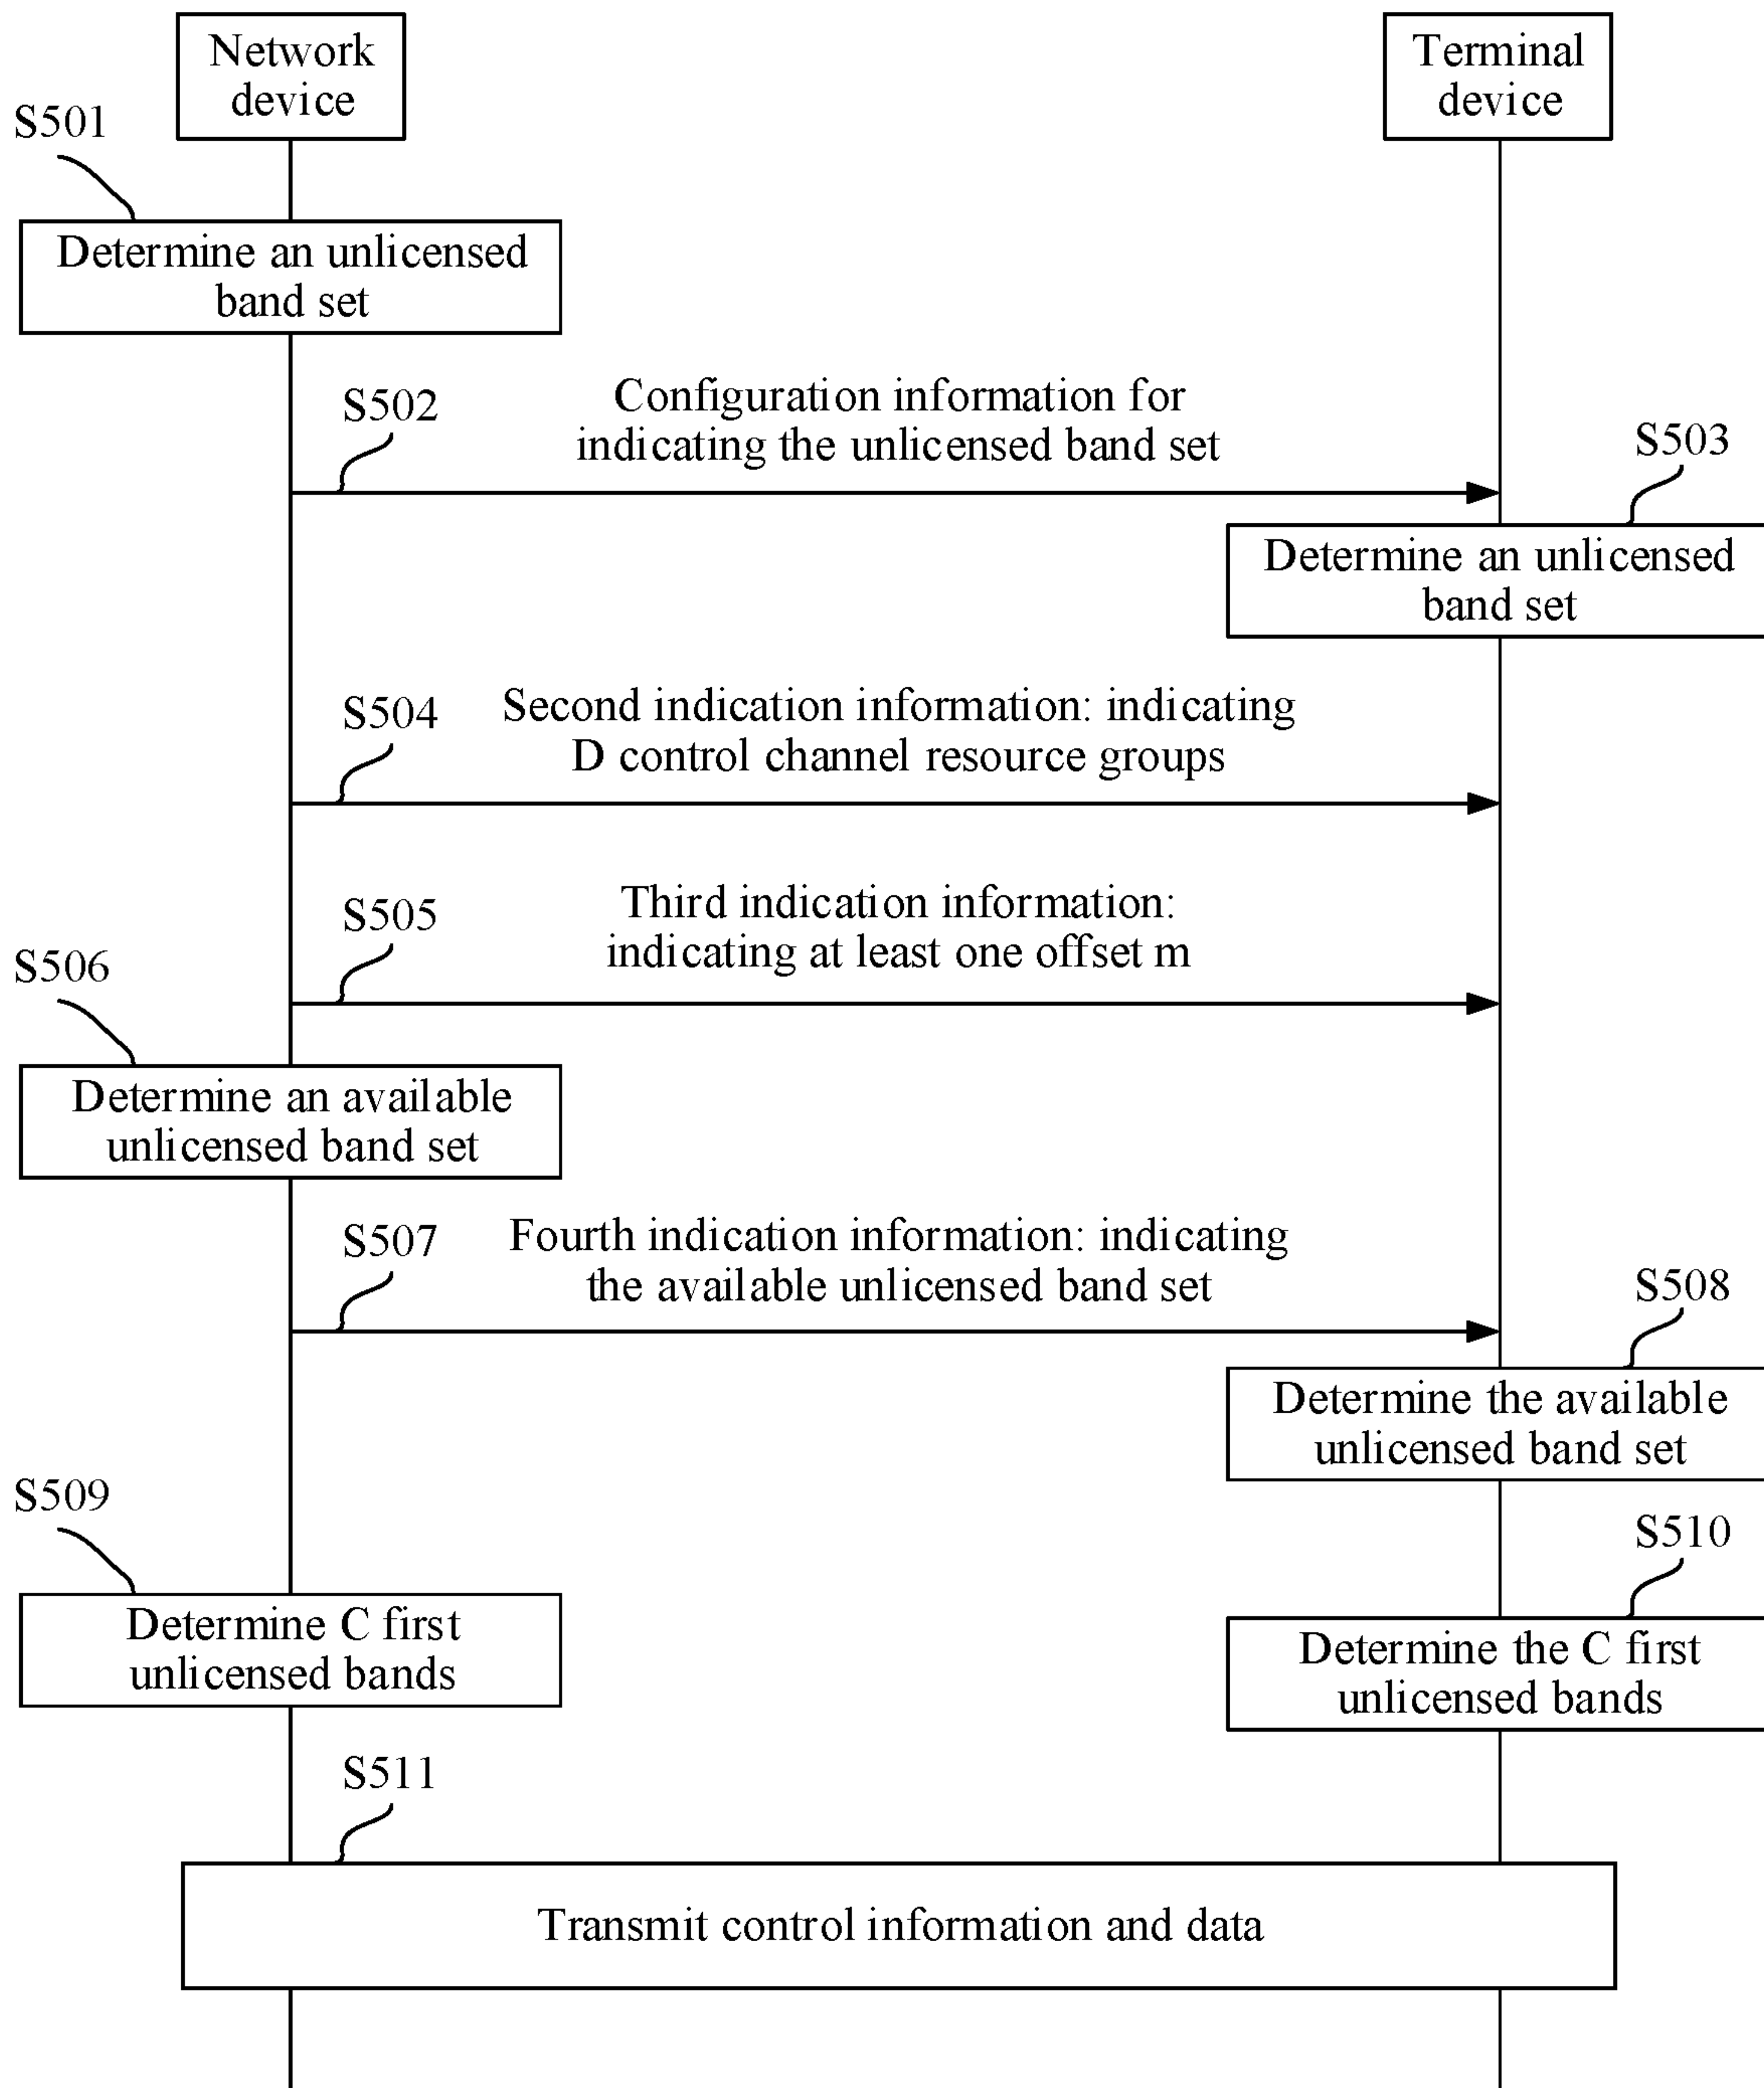 Network
device
Terminal
device
S501
Determine an unlicensed
band set
S502
Configuration information for
indicating the unlicensed band set
S503
Determine an unlicensed
band set
S504
Second indication information: indicating
D control channel resource groups
S505
Third indication information:
indicating at least one offset m
S506
Determine an available
unlicensed band set
S507
Fourth indication information: indicating
the available unlicensed band set
S508
Determine the available
unlicensed band set
S509
Determine C first
unlicensed bands
S510
Determine the C first
unlicensed bands
S511
Transmit control information and data